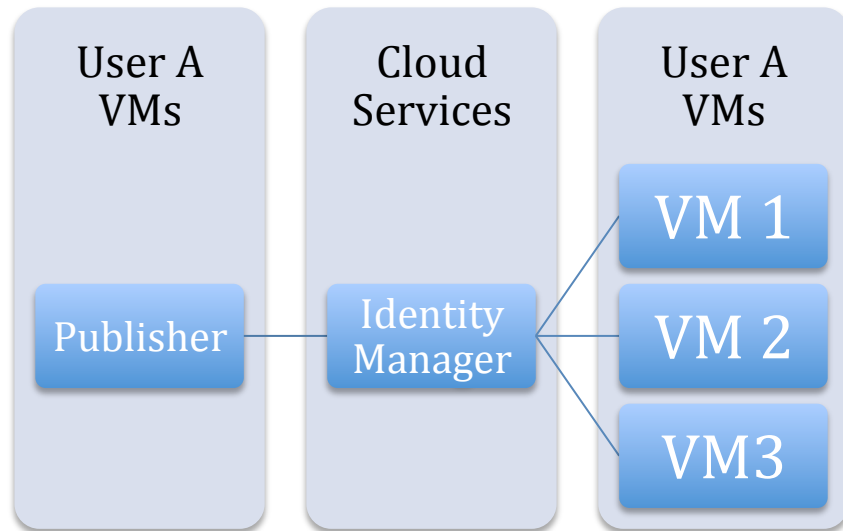 User A
VMs
Cloud
Services
User A
VMs
Publisher
Identity
Manager
VM 1
VM 2
VM3